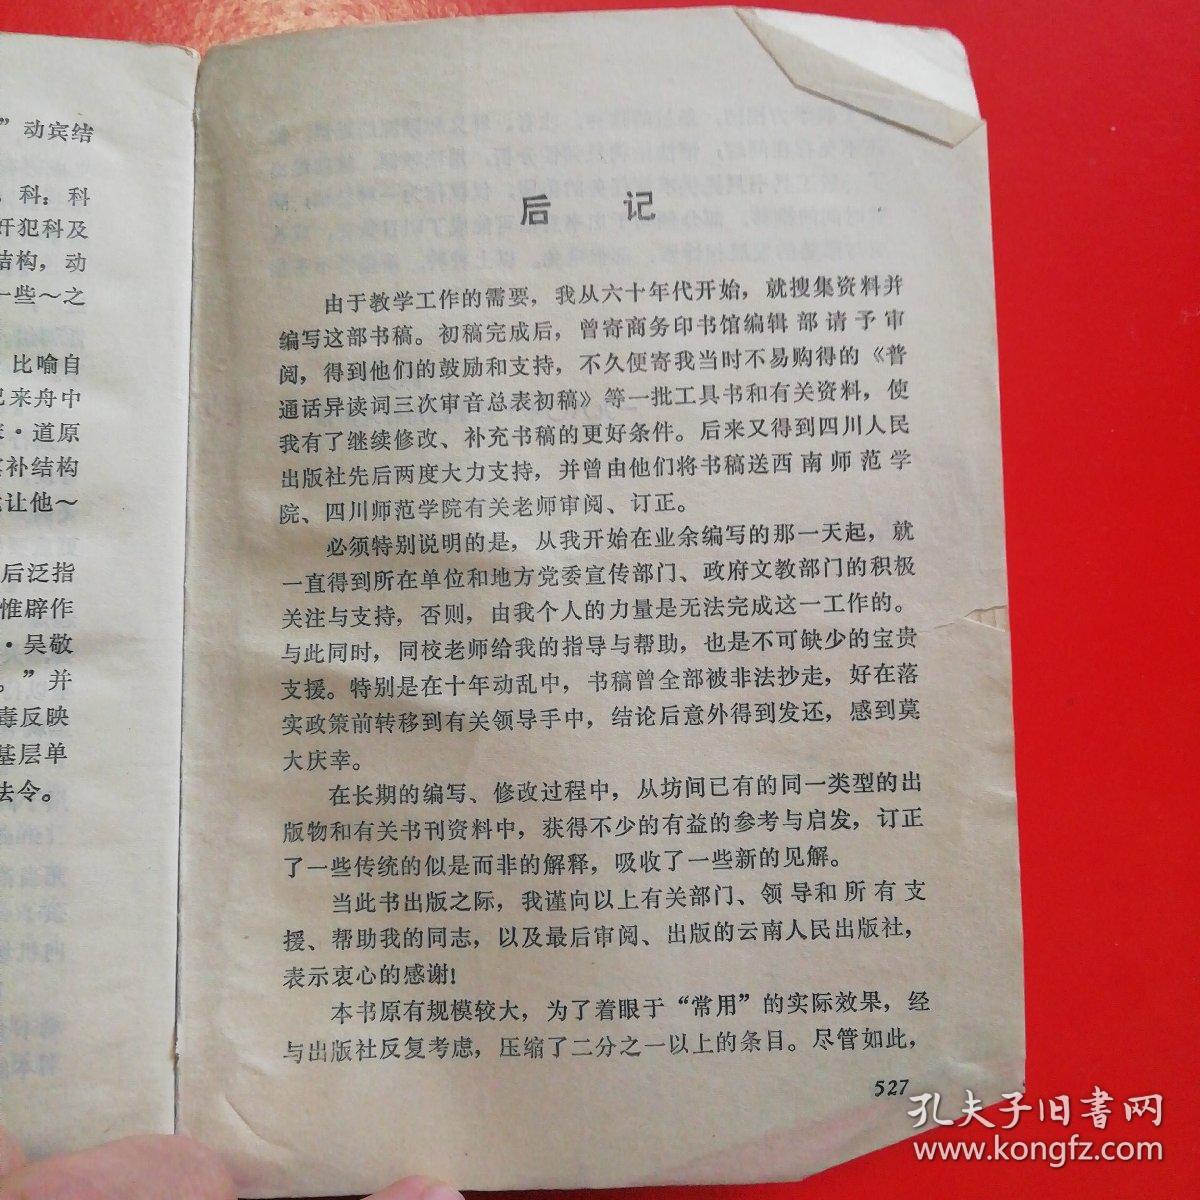 ”动宾结
科：科
奸犯科及
结构，动
一些～之
比喻自
记来舟中
·道原
补结构
让他～
后泛指
惟辟作
·吴敬
。”并
毒反映
基层单
法令。
后 记
由于教学工作的需要，我从六十年代开始，就搜集资料并
编写这部书稿。初稿完成后，曾寄商务印书馆编辑部请予审
阅，得到他们的鼓励和支持，不久便寄我当时不易购得的《普
通话异读词三次审音总表初稿》等一批工具书和有关资料，使
我有了继续修改、补充书稿的更好条件。后来又得到四川人民
出版社先后两度大力支持，并曾由他们将书稿送西南师范学
院、四川师范学院有关老师审阅、订正。
必须特别说明的是，从我开始在业余编写的那一天起，就
一直得到所在单位和地方党委宣传部门、政府文教部门的积极
关注与支持，否则，由我个人的力量是无法完成这一工作的。
与此同时，同校老师给我的指导与帮助，也是不可缺少的宝贵
支援。特别是在十年动乱中，书稿曾全部被非法抄走，好在落
实政策前转移到有关领导手中，结论后意外得到发还，感到莫
大庆幸。
在长期的编写、修改过程中，从坊间已有的同一类型的出
版物和有关书刊资料中，获得不少的有益的参考与启发，订正
了一些传统的似是而非的解释，吸收了一些新的见解。
当此书出版之际，我谨向以上有关部门、领导和所有支
援、帮助我的同志，以及最后审阅、出版的云南人民出版社，
表示衷心的感谢！
本书原有规模较大，为了着眼于“常用”的实际效果，经
与出版社反复考虑，压缩了二分之一以上的条目。尽管如此，
527
孔夫子旧书网
www.kongfz.com